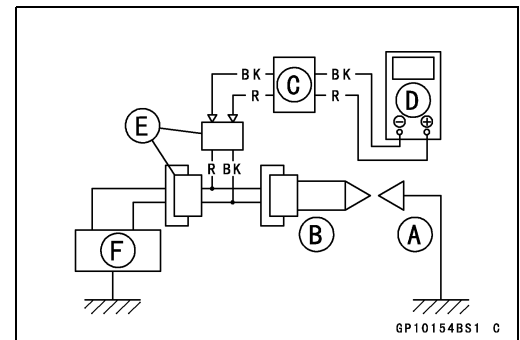 BK C BK
R R D
− +
E
R BK
B A
F
GP10154BS1 C